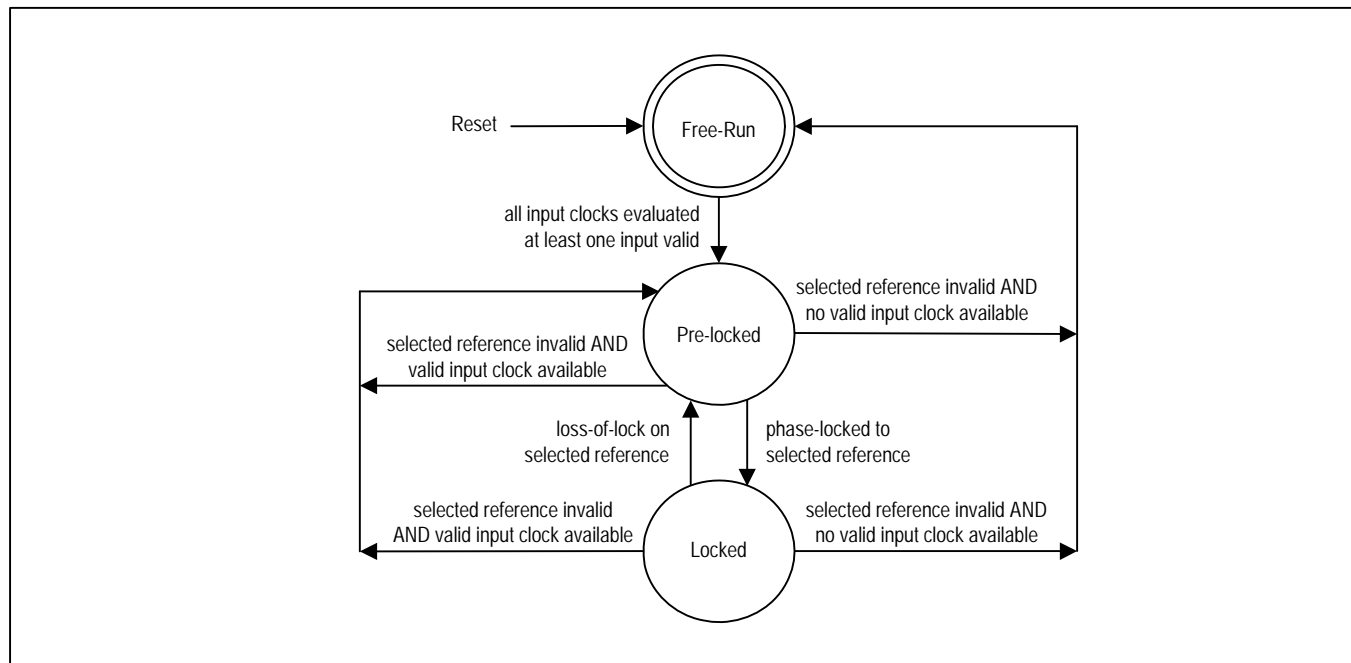 Reset
Free-Run
all input clocks evaluated
at least one input valid
selected reference invalid AND
no valid input clock available
Pre-locked
selected reference invalid AND
valid input clock available
loss-of-lock on
selected reference
phase-locked to
selected reference
selected reference invalid
AND valid input clock available
Locked
selected reference invalid AND
no valid input clock available